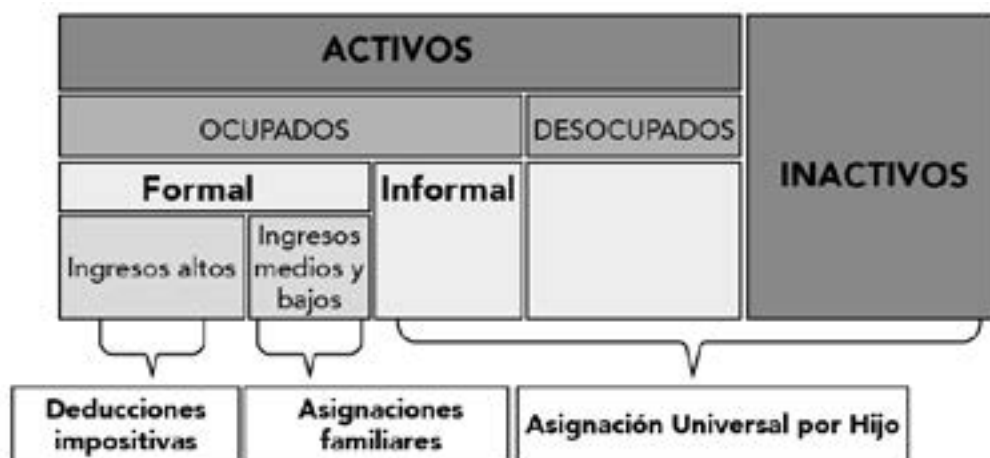 ACTIVOS
INACTIVOS
OCUPADOS
DESOCUPADOS
Formal
Informal
Ingresos altos
Ingresos
medios y
bajos
Deducciones
impositivas
Asignaciones
familiares
Asignación Universal por Hijo